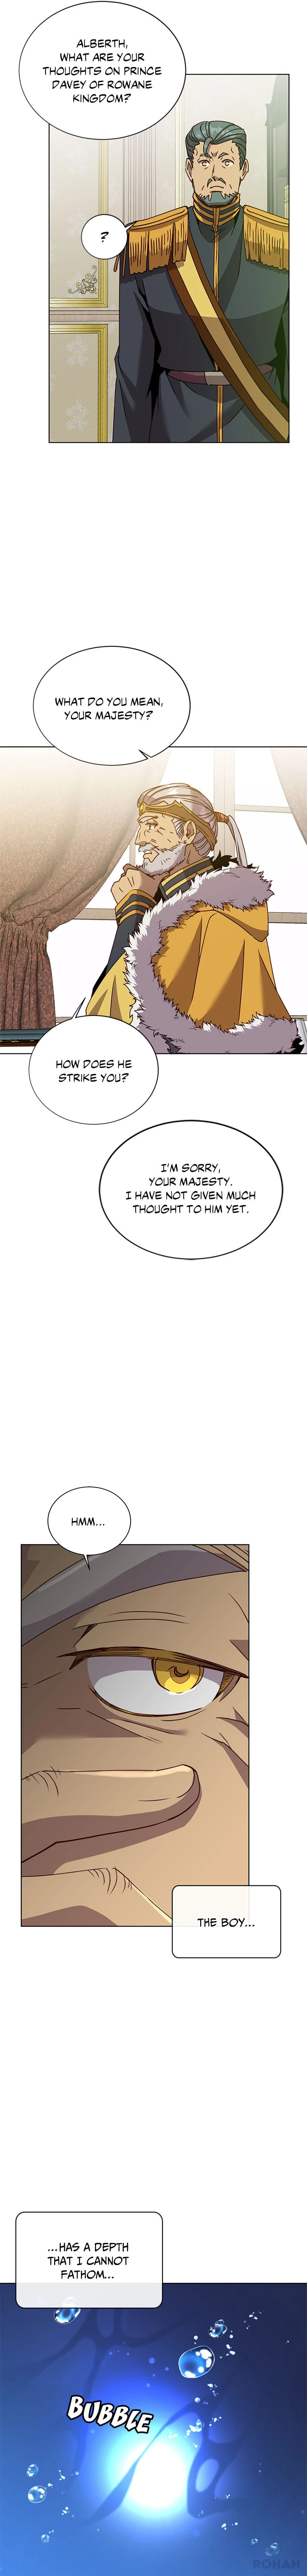 ALBERTH,
WHAT ARE YOUR
THOUGHTS ON PRINCE
DAVEY OF ROWANE
KINGDOM?
?
WHAT DO YOU MEAN,
YOUR MAJESTY?
HOW DOES HE
STRIKE YOU?
I'M SORRY,
YOUR MAJESTY.
I HAVE NOT GIVEN MUCH
THOUGHT TO HIM YET.
HMM...
THE BOY...
...HAS A DEPTH
THAT I CANNOT
FATHOM...
BUBBLE
ROHAN